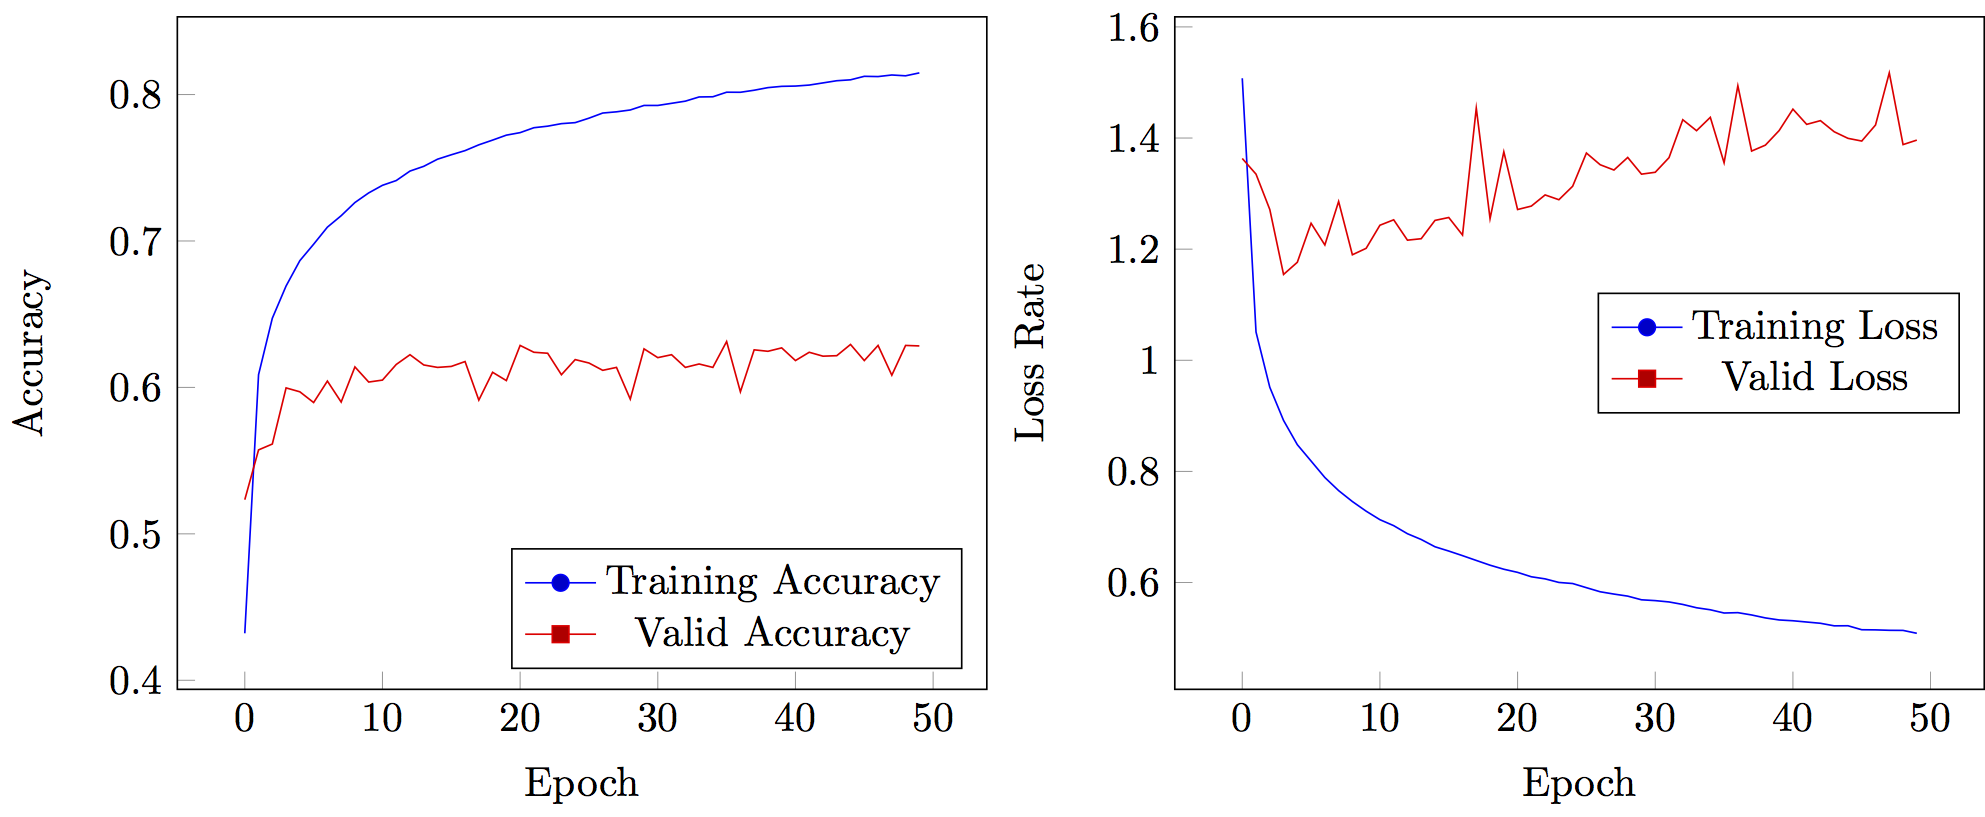 Accuracy
0.8
0.7
0.6
0.5
0.4
Training Accuracy
Valid Accuracy
0 10 20 30 40 50
Epoch
Loss Rate
1.6
1.4
1.2
1
0.8
0.6
Training Loss
Valid Loss
0 10 20 30 40 50
Epoch